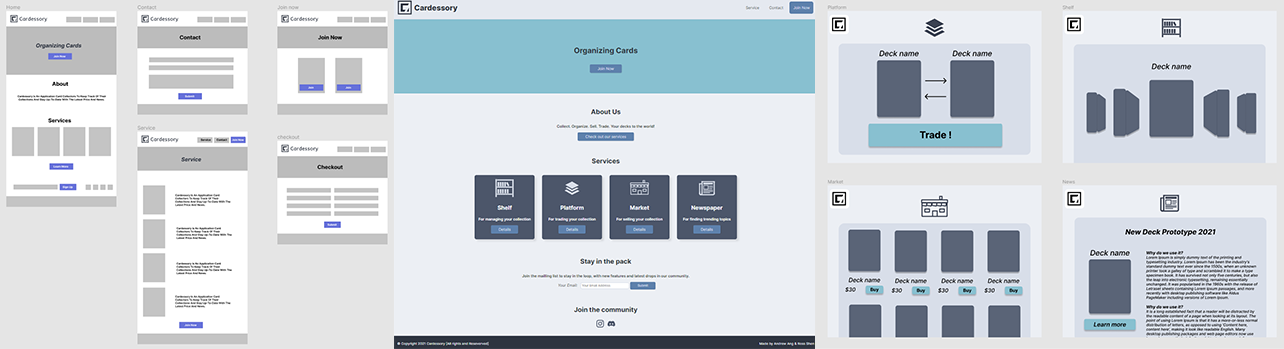 Home
Cardessory
Organizing Cards
Join Now
About
Cardessory Is An Application Card Collectors To Keep Track Of Their
Collections And Stay Up To Date With The Latest Price And News.
Services
Learn More
Sign Up
Contact
Cardessory
Contact
Submit
Join now
Cardessory
Join Now
Join
Join
Service
Cardessory
Service
Contact
Join Now
Service
Cardessory Is An Application Card
Collectors To Keep Track Of Their
Collections And Stay Up To Date With The
Latest Price And News.
Cardessory Is An Application Card
Collectors To Keep Track Of Their
Collections And Stay Up To Date With The
Latest Price And News.
Cardessory Is An Application Card
Collectors To Keep Track Of Their
Collections And Stay Up To Date With The
Latest Price And News.
Cardessory Is An Application Card
Collectors To Keep Track Of Their
Collections And Stay Up To Date With The
Latest Price And News.
Join Now
checkout
Cardessory
Checkout
Submit
Cardessory
Service
Contact
Join Now
Organizing Cards
Join Now
About Us
Collect. Organize. Sell. Trade. Your decks to the world!
Check out our services
Services
Shelf
For managing your collection
Details
Platform
For trading your collection
Details
Market
For selling your collection
Details
Newspaper
For finding trending topics
Details
Stay in the pack
Join the mailing list to stay in the loop, with new features and latest drops in our community.
Your Email:
Your Email Address
Submit
Join the community
© Copyright 2021 Cardessory
Made by Andrew Ang & Ross Shen
Platform
Deck name
Deck name
Trade !
Shelf
Deck name
Market
Deck name
$30
Buy
Deck name
$30
Buy
Deck name
$30
Buy
Deck name
$30
Buy
News
New Deck Prototype 2021
Deck name
Learn more
Why do we use it?
Lorem Ipsum is simply dummy text of the printing and
typesetting industry. Lorem Ipsum has been the industry's
standard dummy text ever since the 1500s, when an unknown
printer took a galley of type and scrambled it to make a type
specimen book. It has survived not only five centuries, but also
the leap into electronic typesetting, remaining essentially
unchanged. It was popularised in the 1960s with the release of
Letraset sheets containing Lorem Ipsum passages, and more
recently with desktop publishing software like Aldus
PageMaker including versions of Lorem Ipsum.
Why do we use it?
It is a long established fact that a reader will be distracted by
the readable content of a page when looking at its layout. The
point of using Lorem Ipsum is that it has a more-or-less normal
distribution of letters, as opposed to using 'Content here,
content here', making it look like readable English. Many
desktop publishing packages and web page editors now use